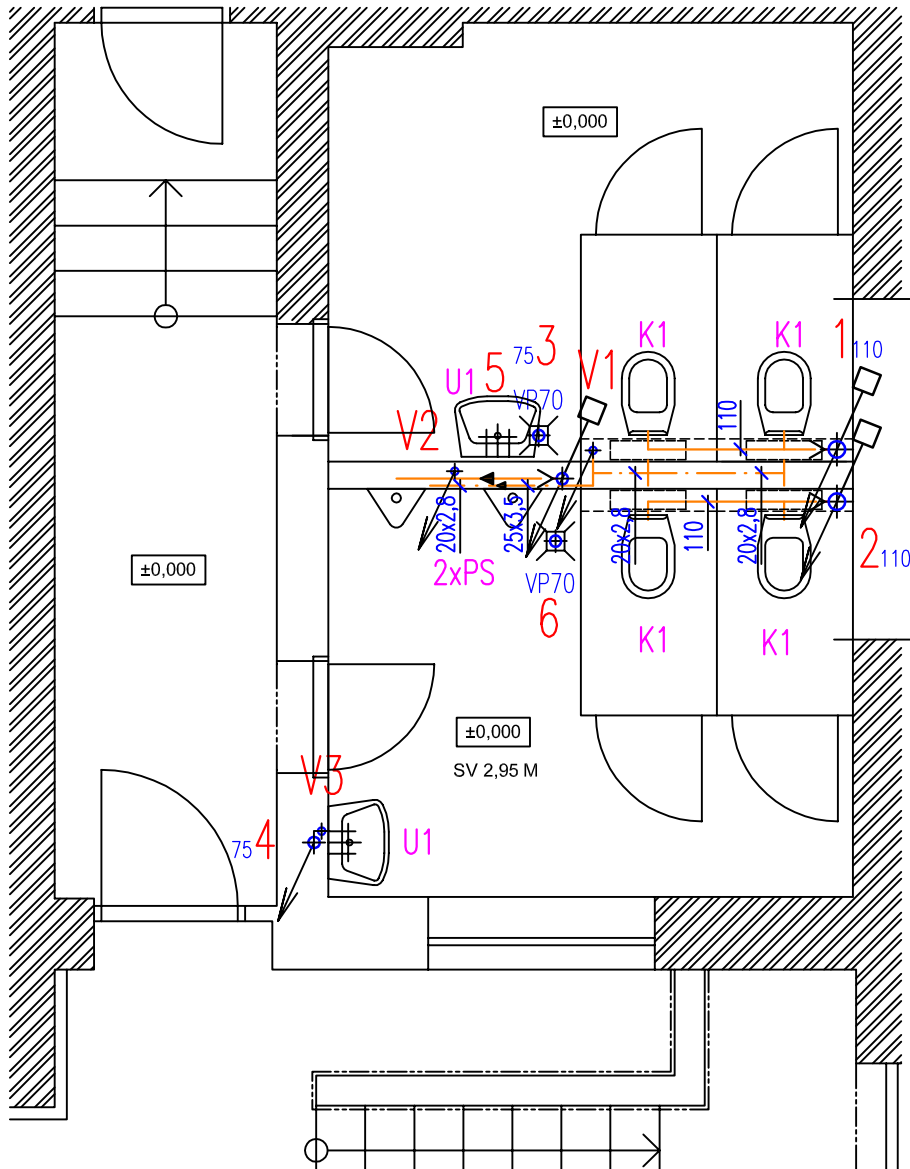 ±0,000
K1
K1
1
110
3
75
V1
U1
5
VP70
V2
110
20x2,8
25x3,5
20x2,8
110
20x2,8
±0,000
2xPS
VP70
6
2
110
K1
K1
±0,000
SV 2,95 M
V3
75
4
U1